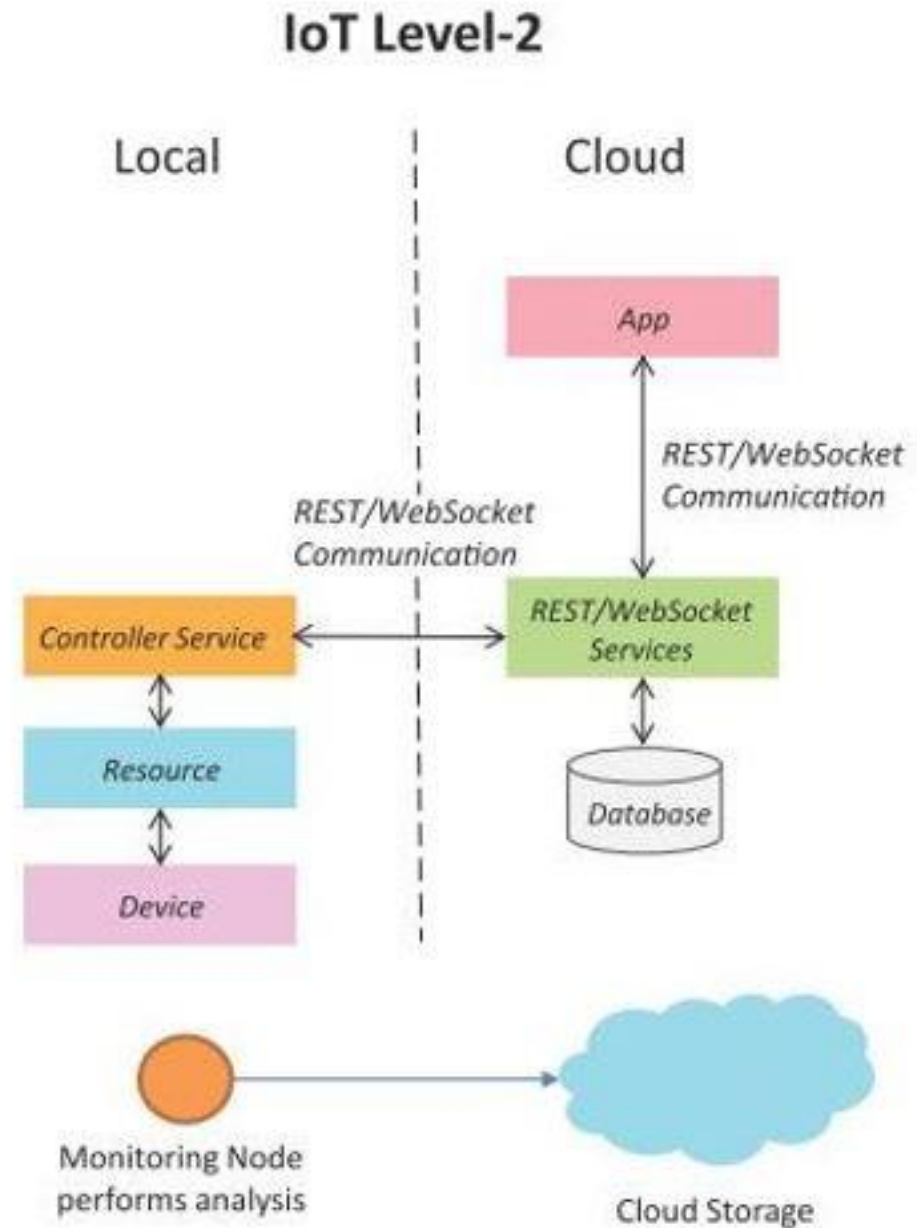 IoT Level-2
Local
Cloud
App
REST/WebSocket
Communication
REST/WebSocket
Communication
Controller Service
REST/WebSocket
Services
Resource
Database
Device
Monitoring Node
performs analysis
Cloud Storage